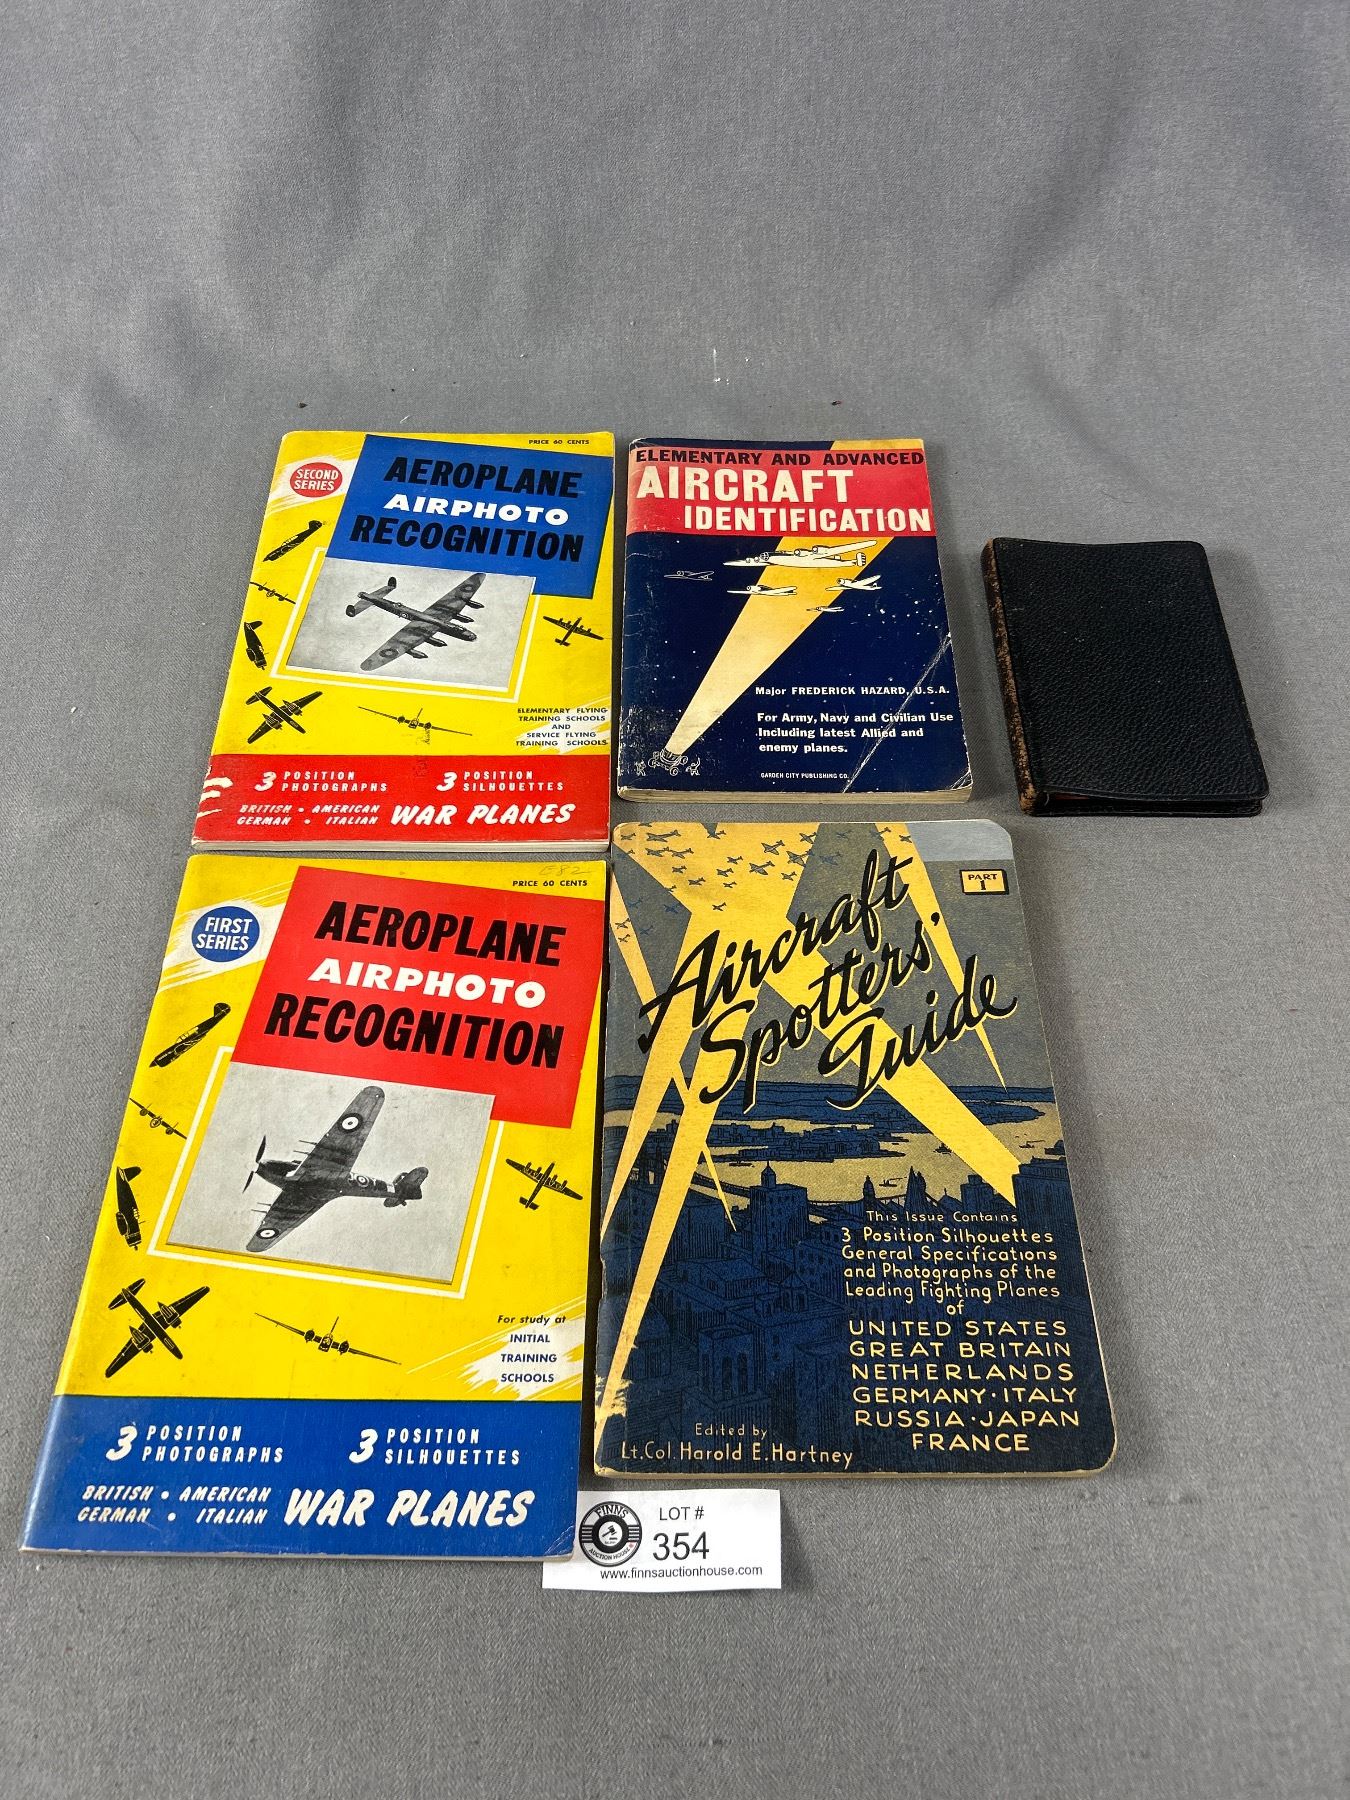 PRICE 60 CENTS
SECOND
SERIES
AEROPLANE
AIRPHOTO
RECOGNITION
ELEMENTARY FLYING
TRAINING SCHOOLS
AND
SERVICE FLYING
TRAINING SCHOOLS
3 POSITION PHOTOGRAPHS
3 POSITION SILHOUETTES
BRITISH • AMERICAN
GERMAN • ITALIAN
WAR PLANES
ELEMENTARY AND ADVANCED
AIRCRAFT
IDENTIFICATION
Major FREDERICK HAZARD, U.S.A.
For Army, Navy and Civilian Use
Including latest Allied and
enemy planes.
GARDEN CITY PUBLISHING CO.
E82
PRICE 60 CENTS
FIRST
SERIES
AEROPLANE
AIRPHOTO
RECOGNITION
For study at
INITIAL
TRAINING
SCHOOLS
3 POSITION PHOTOGRAPHS
3 POSITION SILHOUETTES
BRITISH • AMERICAN
GERMAN • ITALIAN
WAR PLANES
PART
1
Aircraft
Spotters'
Guide
This Issue Contains
3 Position Silhouettes
General Specifications
and Photographs of the
Leading Fighting Planes
of
UNITED STATES
GREAT BRITAIN
NETHERLANDS
GERMANY · ITALY
RUSSIA · JAPAN
FRANCE
Edited by
Lt. Col. Harold E. Hartney
FINNS
AUCTION HOUSE
LOT #
354
www.finnsauctionhouse.com